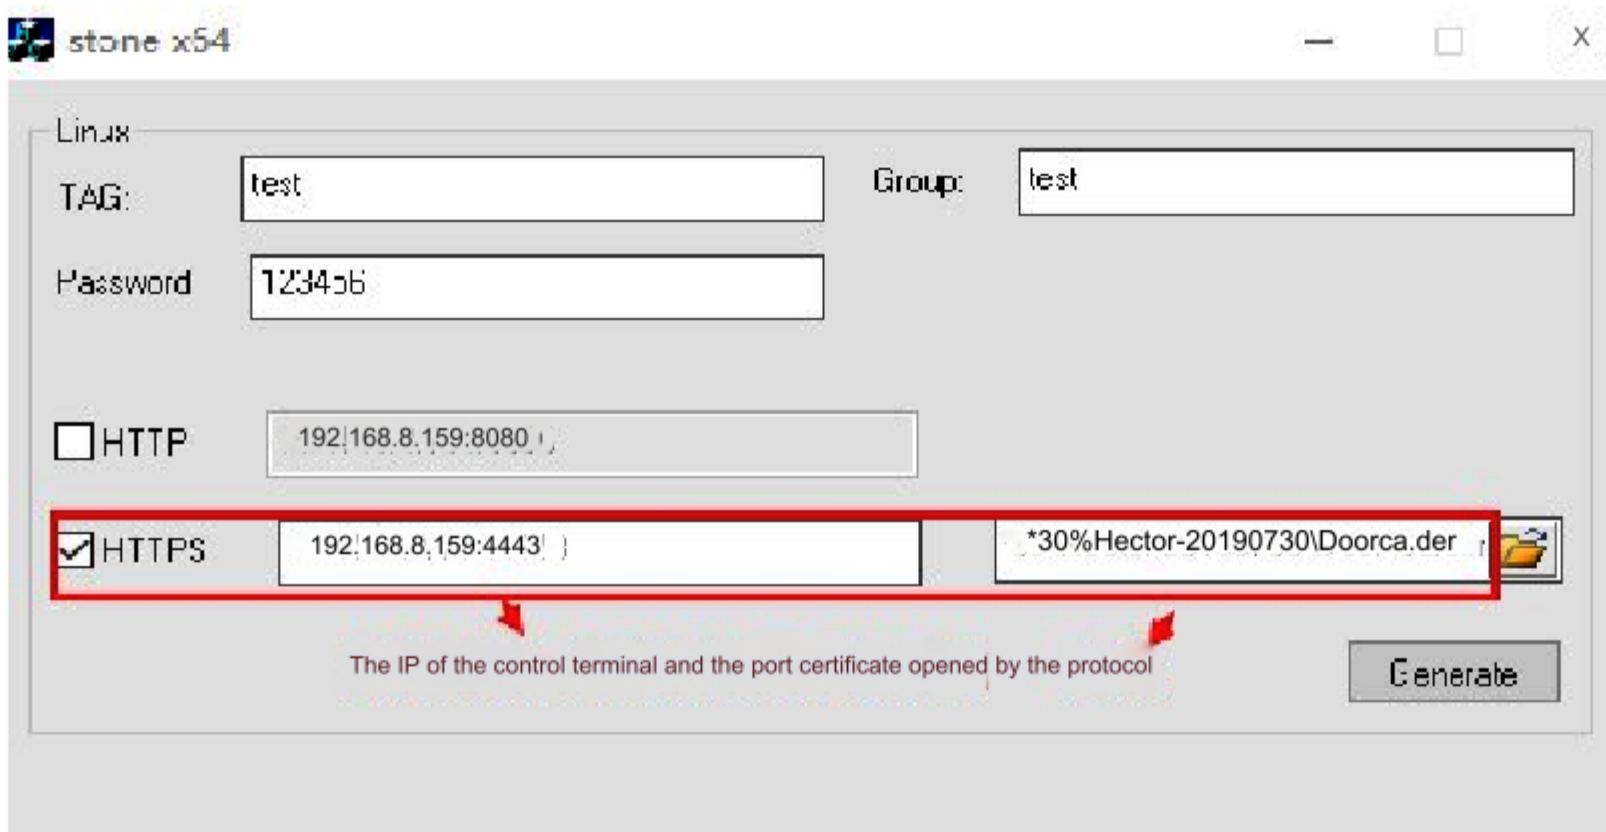 stone x64
Linux
TAG: test Group: test
Password 123456
HTTP 192.168.8.159:8080
HTTPS 192.168.8.159:4443 *30%Hector-20190730\Doorca.der
The IP of the control terminal and the port certificate opened by the protocol
Generate